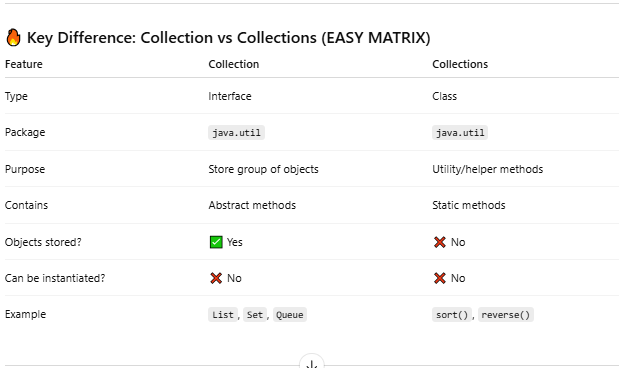 🔥 Key Difference: Collection vs Collections (EASY MATRIX)
Feature Collection Collections
Type Interface Class
Package java.util java.util
Purpose Store group of objects Utility/helper methods
Contains Abstract methods Static methods
Objects stored? ✅ Yes ❌ No
Can be instantiated? ❌ No ❌ No
Example List, Set, Queue sort(), reverse()